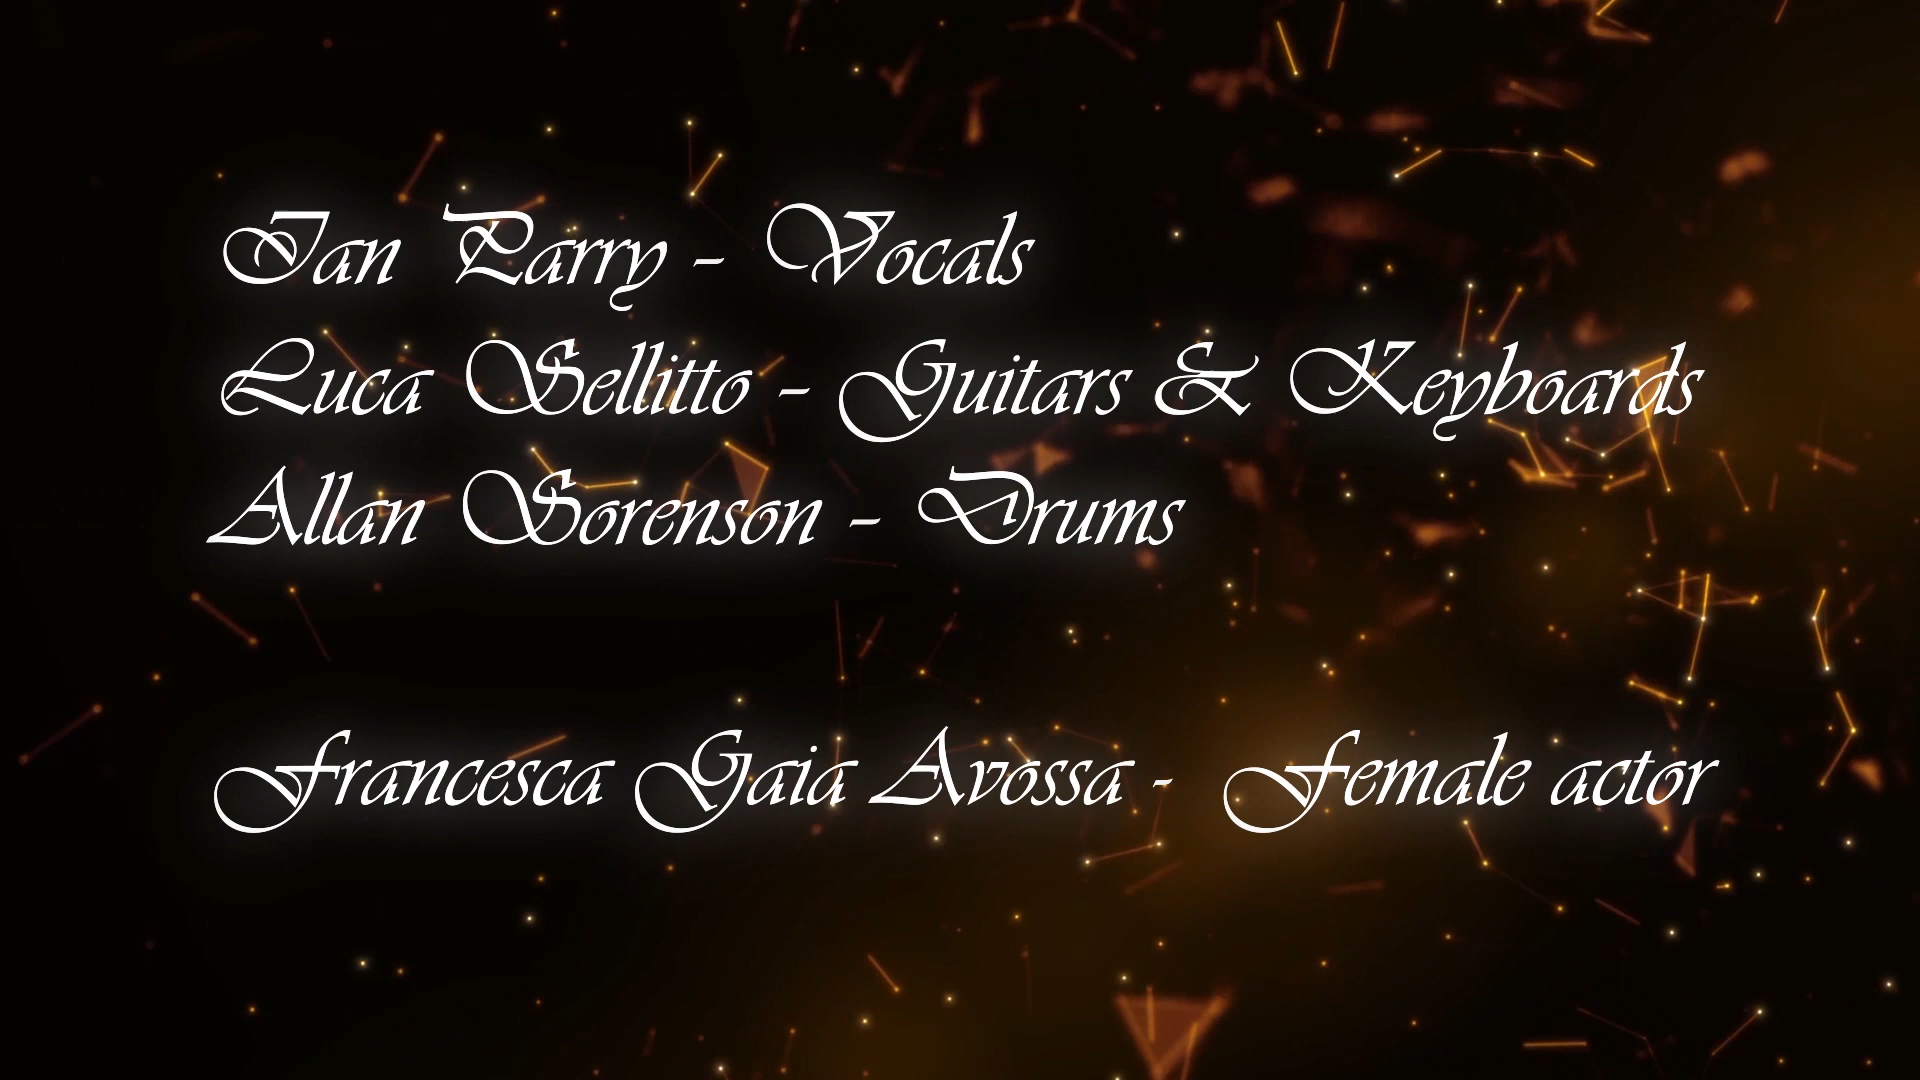 Ian Parry - Vocals
Luca Sellitto - Guitars & Keyboards
Allan Sorenson - Drums
Francesca Gaia Avossa - Female actor